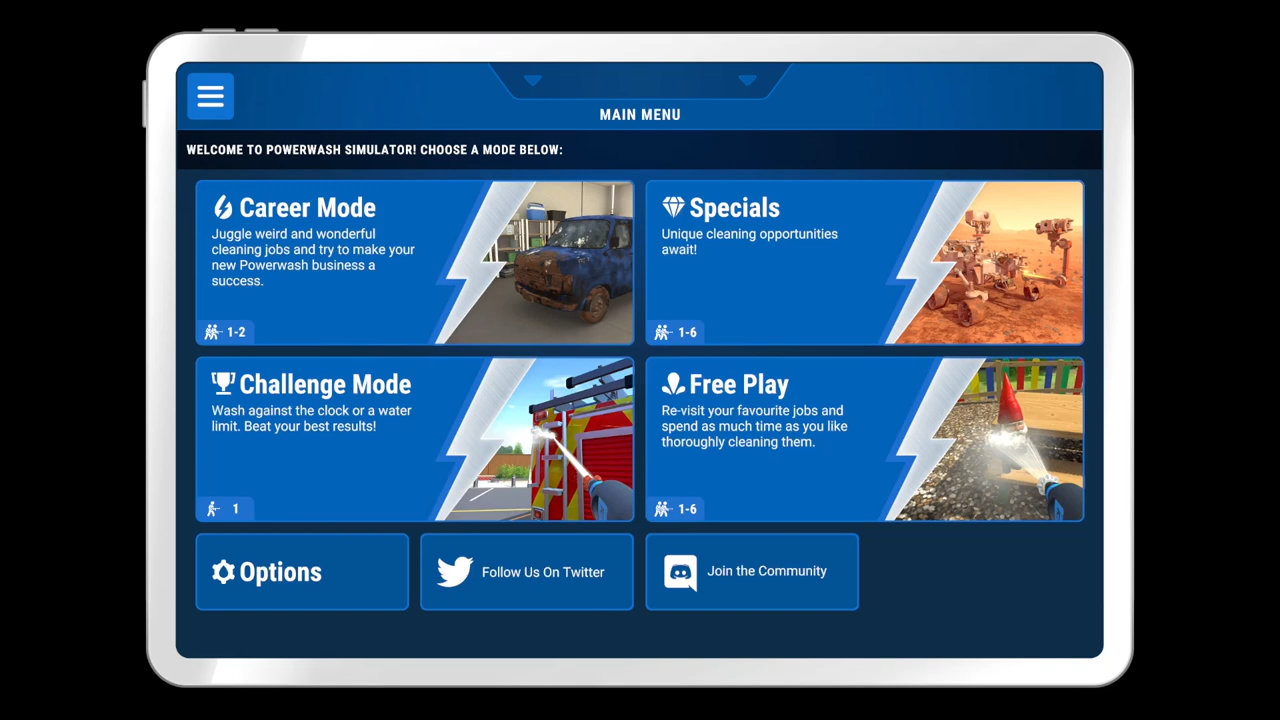 MAIN MENU
WELCOME TO POWERWASH SIMULATOR! CHOOSE A MODE BELOW:
Career Mode
Juggle weird and wonderful
cleaning jobs and try to make your
new Powerwash business a
success.
1-2
Specials
Unique cleaning opportunities
await!
1-6
Challenge Mode
Wash against the clock or a water
limit. Beat your best results!
1
Free Play
Re-visit your favourite jobs and
spend as much time as you like
thoroughly cleaning them.
1-6
Options
Follow Us On Twitter
Join the Community